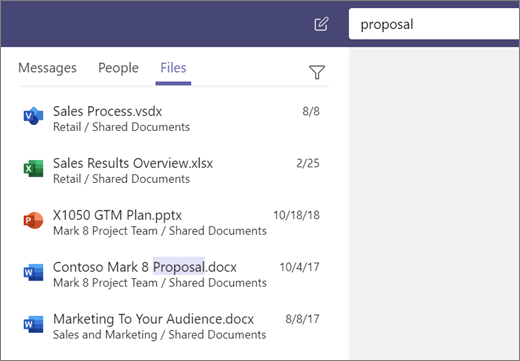 proposal
Messages People Files
Sales Process.vsdx 8/8
Retail / Shared Documents
Sales Results Overview.xlsx 2/25
Retail / Shared Documents
X1050 GTM Plan.pptx 10/18/18
Mark 8 Project Team / Shared Documents
Contoso Mark 8 Proposal.docx 10/4/17
Mark 8 Project Team / Shared Documents
Marketing To Your Audience.docx 8/8/17
Sales and Marketing / Shared Documents